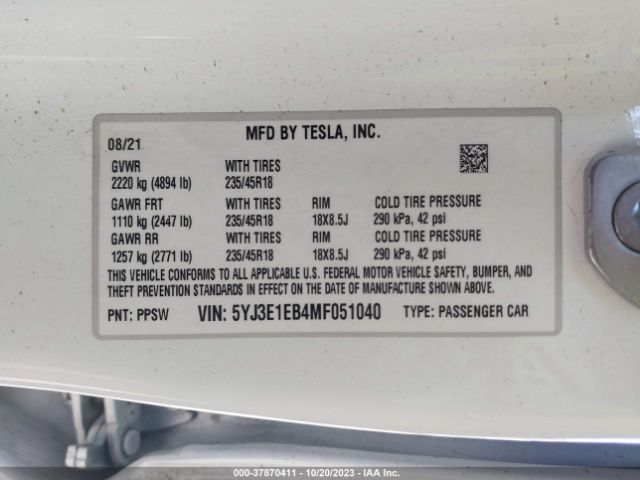 08/21 MFD BY TESLA, INC.
GVWR WITH TIRES
2220 kg (4894 lb) 235/45R18
GAWR FRT WITH TIRES RIM COLD TIRE PRESSURE
1110 kg (2447 lb) 235/45R18 18X8.5J 290 kPa, 42 psi
GAWR RR WITH TIRES RIM COLD TIRE PRESSURE
1257 kg (2771 lb) 235/45R18 18X8.5J 290 kPa, 42 psi
THIS VEHICLE CONFORMS TO ALL APPLICABLE U.S. FEDERAL MOTOR VEHICLE SAFETY, BUMPER, AND
THEFT PREVENTION STANDARDS IN EFFECT ON THE DATE OF MANUFACTURE SHOWN ABOVE.
PNT: PPSW VIN: 5YJ3E1EB4MF051040 TYPE: PASSENGER CAR
000-37870411 - 10/20/2023 - IAA Inc.